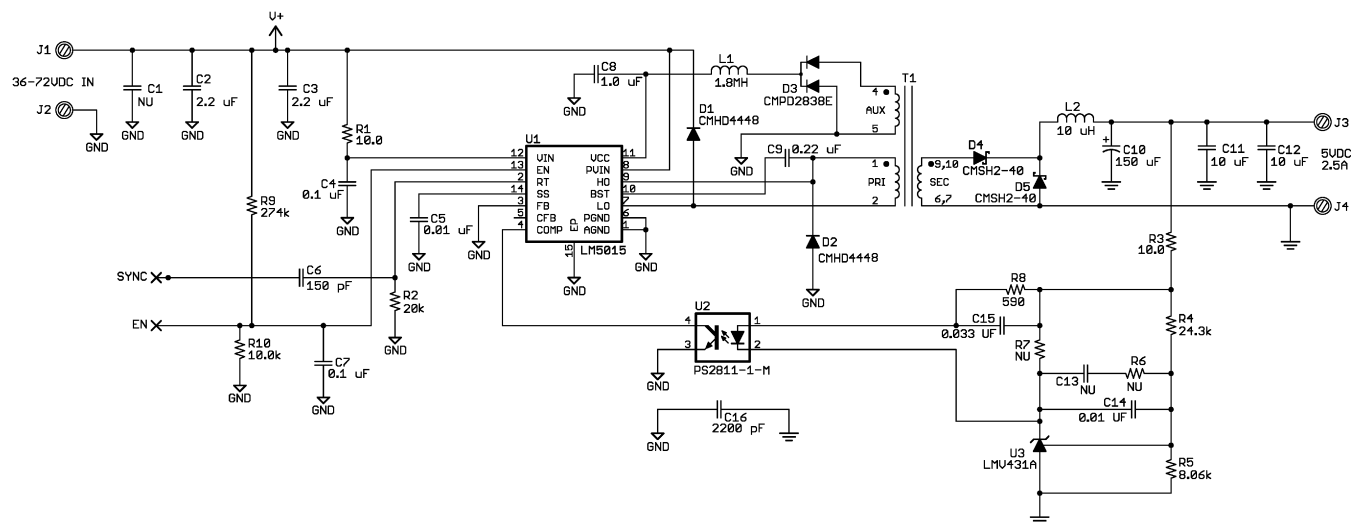 V+
J1
36-72VDC IN
J2
GND
C1
NU
GND
C2
2.2 uF
GND
C3
2.2 uF
GND
R1
10.0
C4
0.1 uF
GND
R9
274k
C5
0.01 uF
GND
GND
U1
12 VIN VCC 11
13 EN PVIN 8
2 RT HO 9
14 SS BST 10
3 FB LO 7
5 CFB PGND 6
4 COMP AGND 1
EP
15
LM5015
GND
GND
C8
1.0 uF
GND
L1
1.8MH
D3
CMPD2838E
D1
CMHD4448
GND
C9 0.22 uF
D2
CMHD4448
GND
T1
4
AUX
5
1
PRI
2
9,10
SEC
6,7
D4
CMSH2-40
D5
CMSH2-40
L2
10 uH
+
C10
150 uF
C11
10 uF
C12
10 uF
J3
5VDC
2.5A
J4
SYNC
C6
150 pF
R2
20k
GND
EN
R10
10.0k
GND
C7
0.1 uF
GND
U2
4
3
1
2
PS2811-1-M
GND
C16
2200 pF
GND
R3
10.0
R8
590
C15
0.033 UF
R7
NU
R4
24.3k
C13
NU
R6
NU
C14
0.01 UF
U3
LMV431A
R5
8.06k